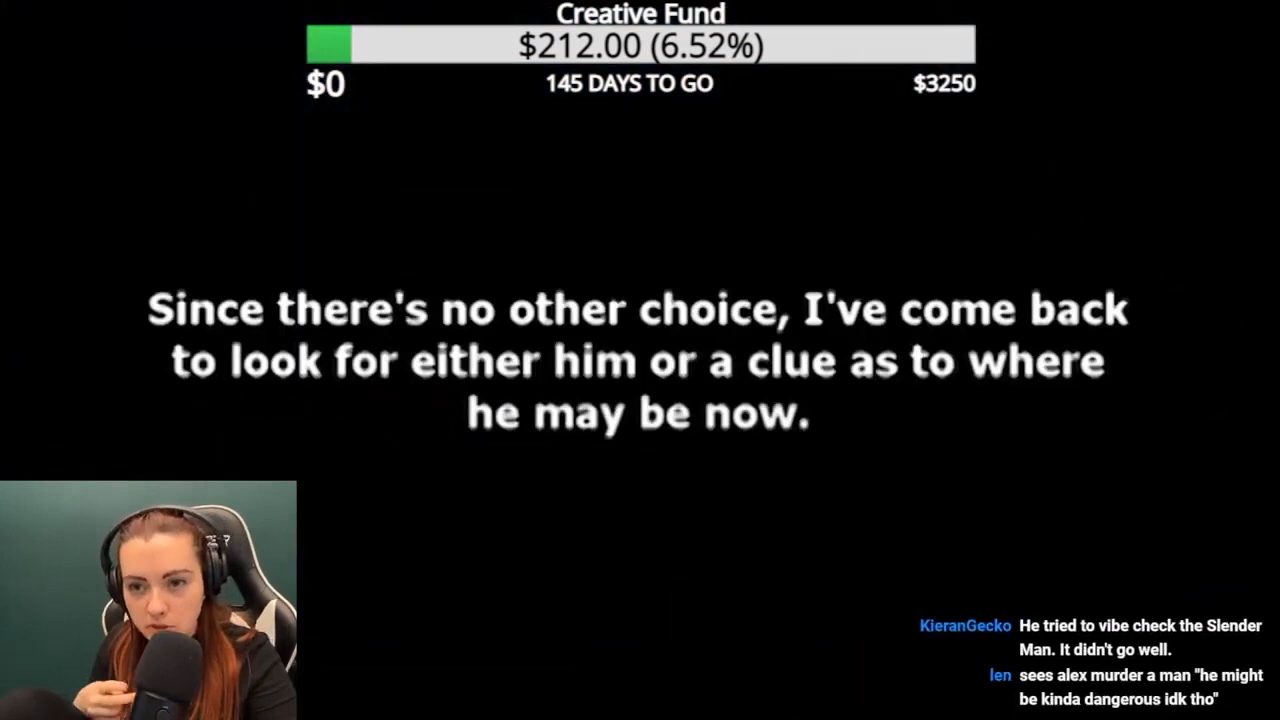 Creative Fund
$212.00 (6.52%)
$0 145 DAYS TO GO $3250
Since there's no other choice, I've come back
to look for either him or a clue as to where
he may be now.
KieranGecko He tried to vibe check the Slender
Man. It didn't go well.
len sees alex murder a man "he might
be kinda dangerous idk tho"